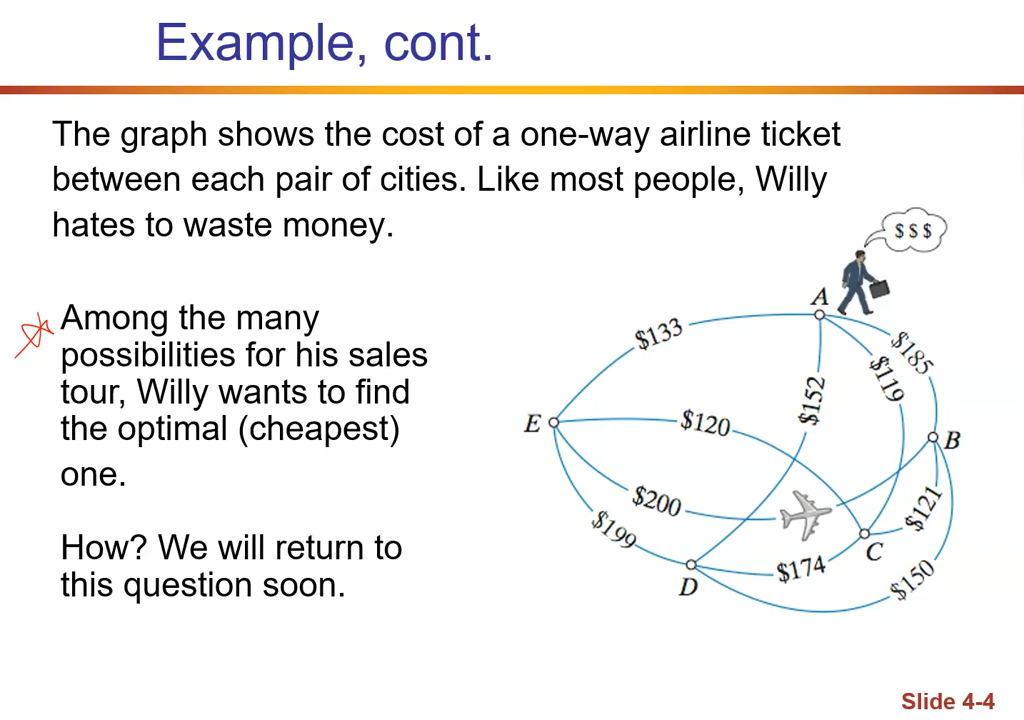 Example, cont.
The graph shows the cost of a one-way airline ticket
between each pair of cities. Like most people, Willy
hates to waste money.
$ $ $
Among the many
possibilities for his sales
tour, Willy wants to find
the optimal (cheapest)
one.
How? We will return to
this question soon.
A
$133
$185
$119
$152
E
$120
B
$200
$121
$199
C
$174
D
$150
Slide 4-4